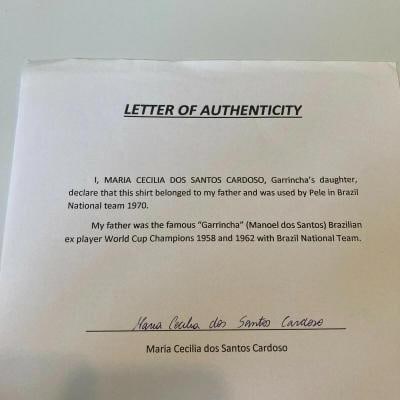 LETTER OF AUTHENTICITY
I, MARIA CECILIA DOS SANTOS CARDOSO, Garrincha's daughter,
declare that this shirt belonged to my father and was used by Pele in Brazil
National team 1970.
My father was the famous "Garrincha" (Manoel dos Santos) Brazilian
ex player World Cup Champions 1958 and 1962 with Brazil National Team.
Maria Cecilia dos Santos Cardoso
Maria Cecilia dos Santos Cardoso